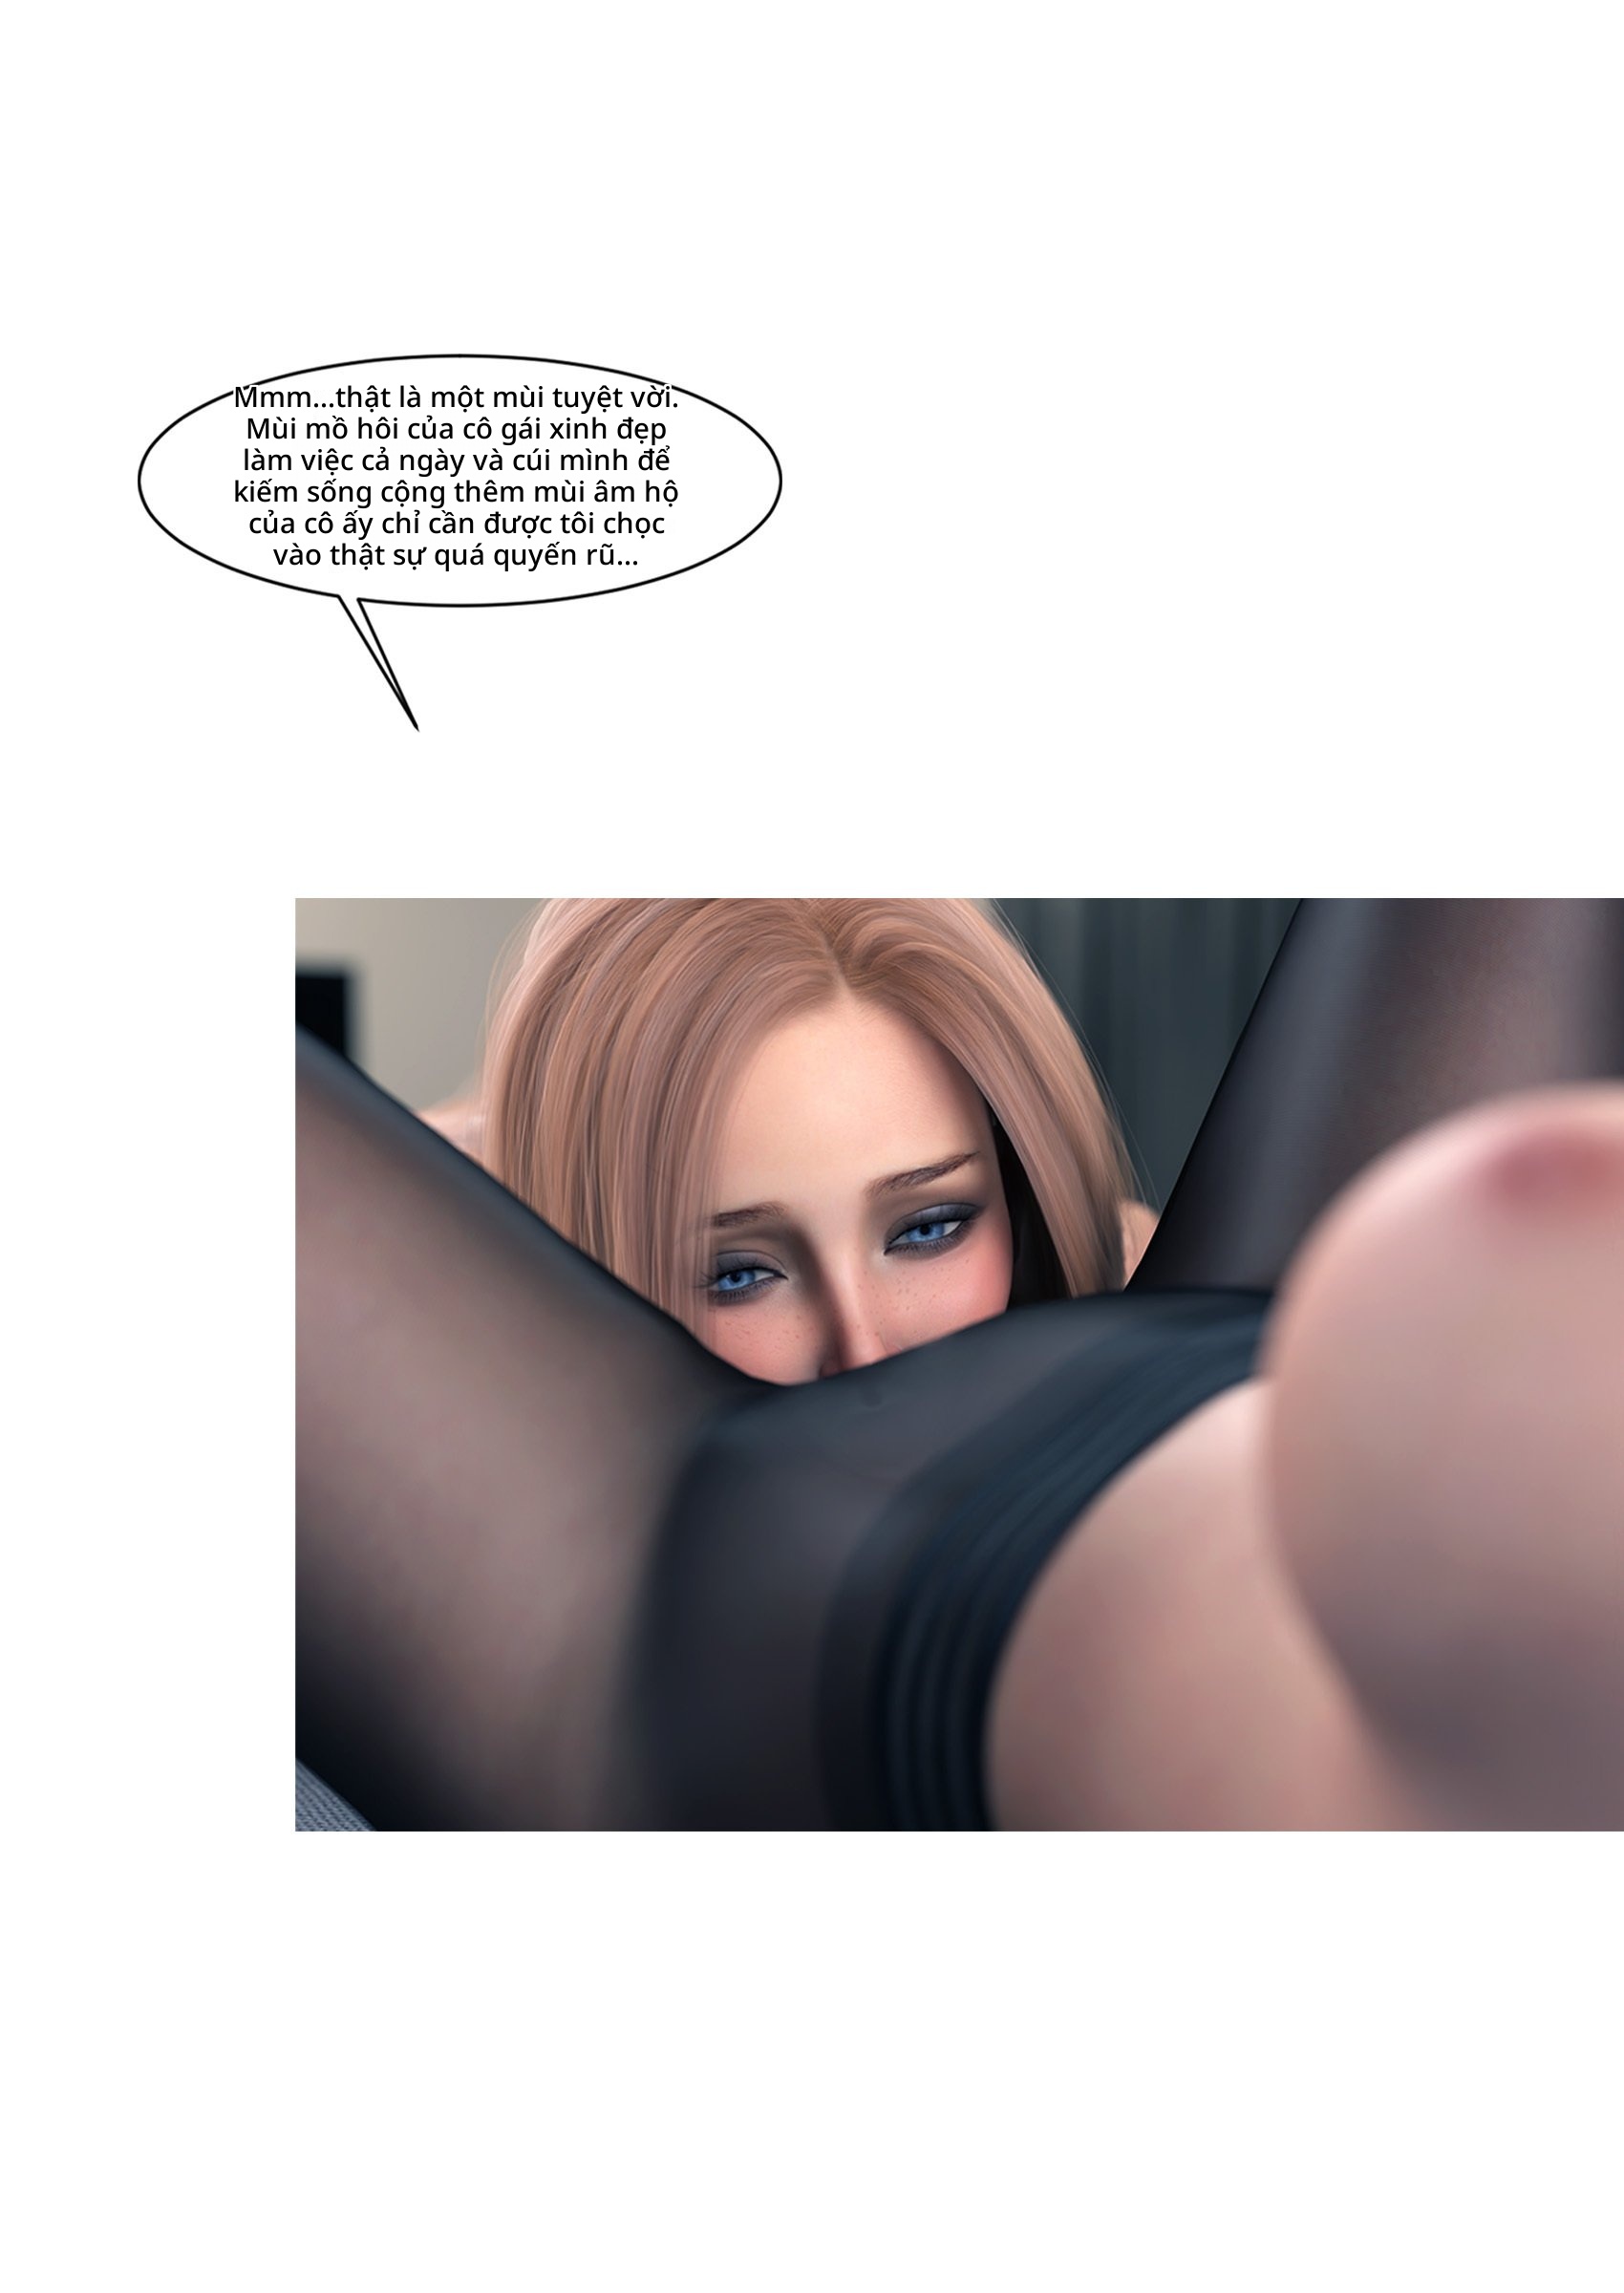 Mmm...thật là một mùi tuyệt vời.
Mùi mồ hôi của cô gái xinh đẹp
làm việc cả ngày và cúi mình để
kiếm sống cộng thêm mùi âm hộ
của cô ấy chỉ cần được tôi chọc
vào thật sự quá quyến rũ...